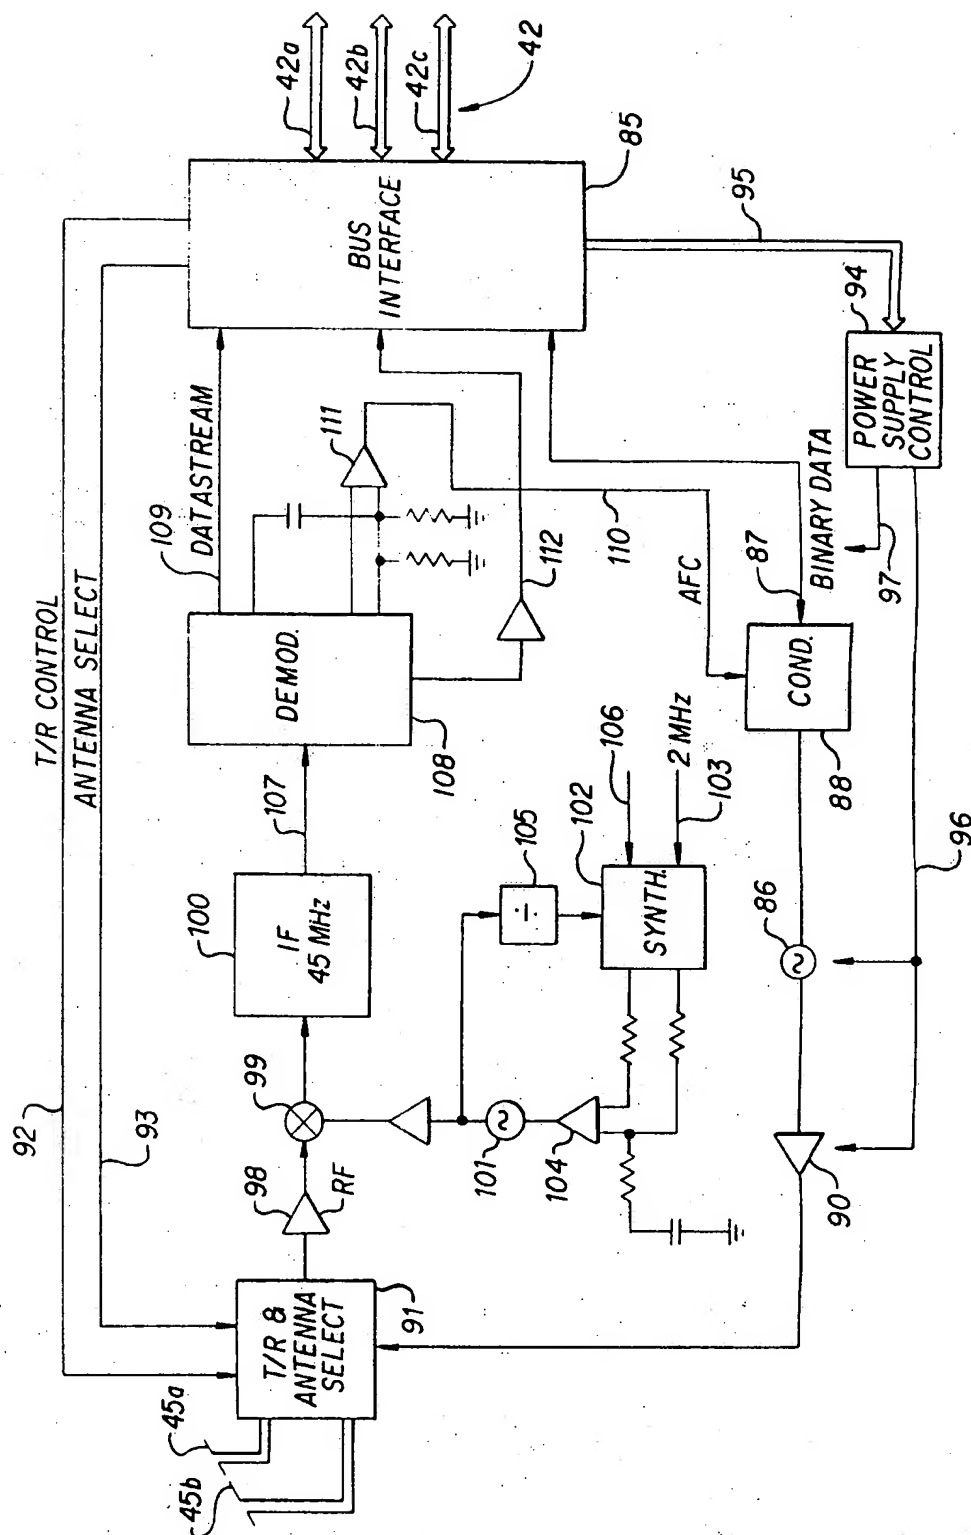 T/R CONTROL
ANTENNA SELECT
92
93
109
DATASTREAM
111
42a
42b
42c
42
BUS
INTERFACE
85
45a
45b
T/R &
ANTENNA
SELECT
91
98
RF
99
100
IF
45 MHz
107
DEMOD.
108
112
110
AFC
101
104
105
102
SYNTH.
106
2 MHz
103
87
BINARY DATA
COND.
88
86
90
96
97
94
POWER
SUPPLY
CONTROL
95